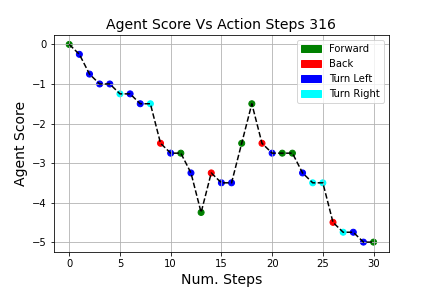 Agent Score Vs Action Steps 316
Forward
Back
Turn Left
Turn Right
Agent Score
0
−1
−2
−3
−4
−5
0 5 10 15 20 25 30
Num. Steps